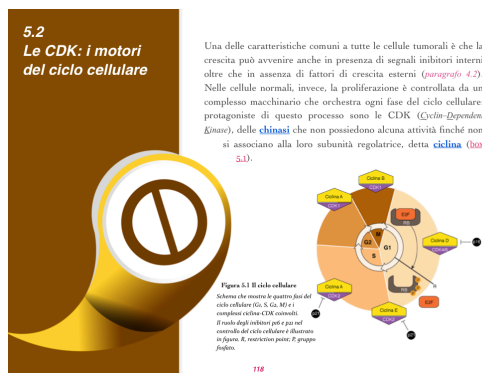 5.2
Le CDK: i motori
del ciclo cellulare
Una delle caratteristiche comuni a tutte le cellule tumorali è che la
crescita può avvenire anche in presenza di segnali inibitori interni
oltre che in assenza di fattori di crescita esterni (paragrafo 4.2)
Nelle cellule normali, invece, la proliferazione è controllata da un
complesso macchinario che orchestra ogni fase del ciclo cellulare:
protagoniste di questo processo sono le CDK (Cyclin-Dependent
Kinase), delle chinasi che non possiedono alcuna attività finché non
si associano alla loro subunità regolatrice, detta ciclina (box
5.1).
Ciclina B
CDK1
Ciclina A
CDK1
E2F
RB
M
G2
G1
S
Ciclina D
CDK4/6
P
R
Ciclina A
CDK2
RB
E2F
Ciclina E
CDK2
p21
Figura 5.1 Il ciclo cellulare
Schema che mostra le quattro fasi del
ciclo cellulare (G1, S, G2, M) e i
complessi ciclina-CDK coinvolti.
Il ruolo degli inibitori p16 e p21 nel
controllo del ciclo cellulare è illustrato
in figura. R, restriction point; P, gruppo
fosfato.
118